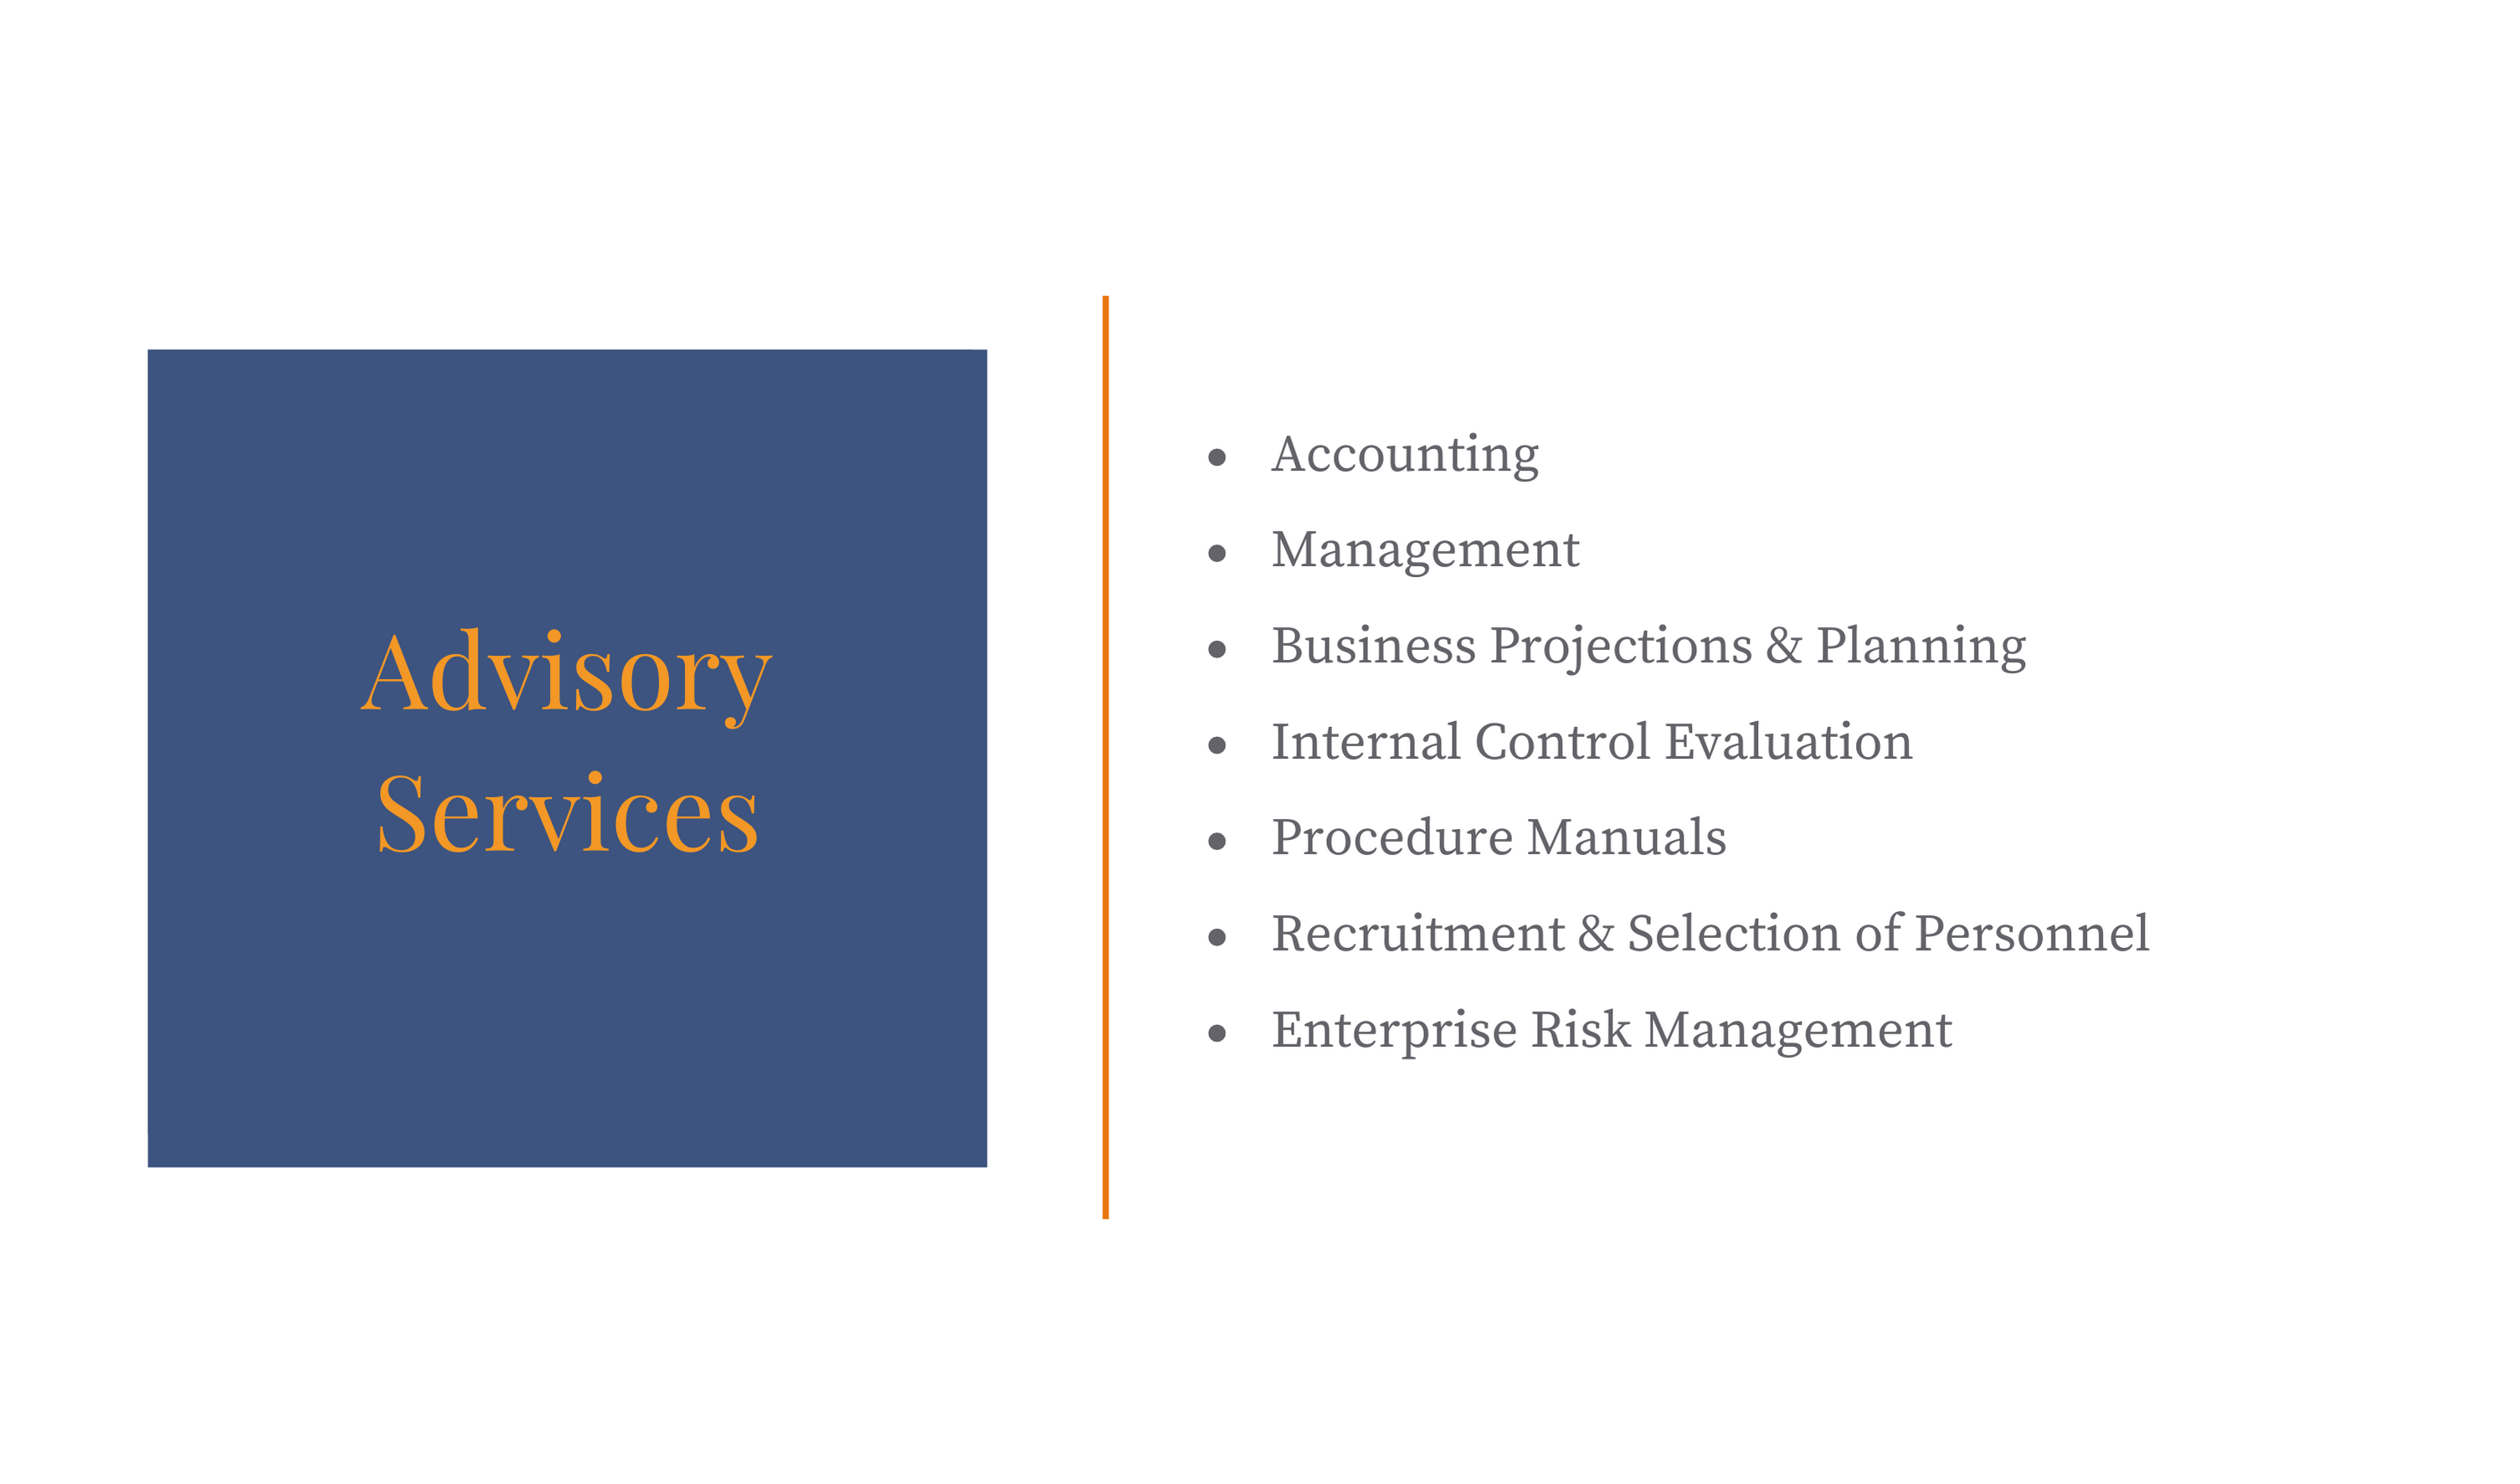 Advisory
Services
• Accounting
• Management
• Business Projections & Planning
• Internal Control Evaluation
• Procedure Manuals
• Recruitment & Selection of Personnel
• Enterprise Risk Management